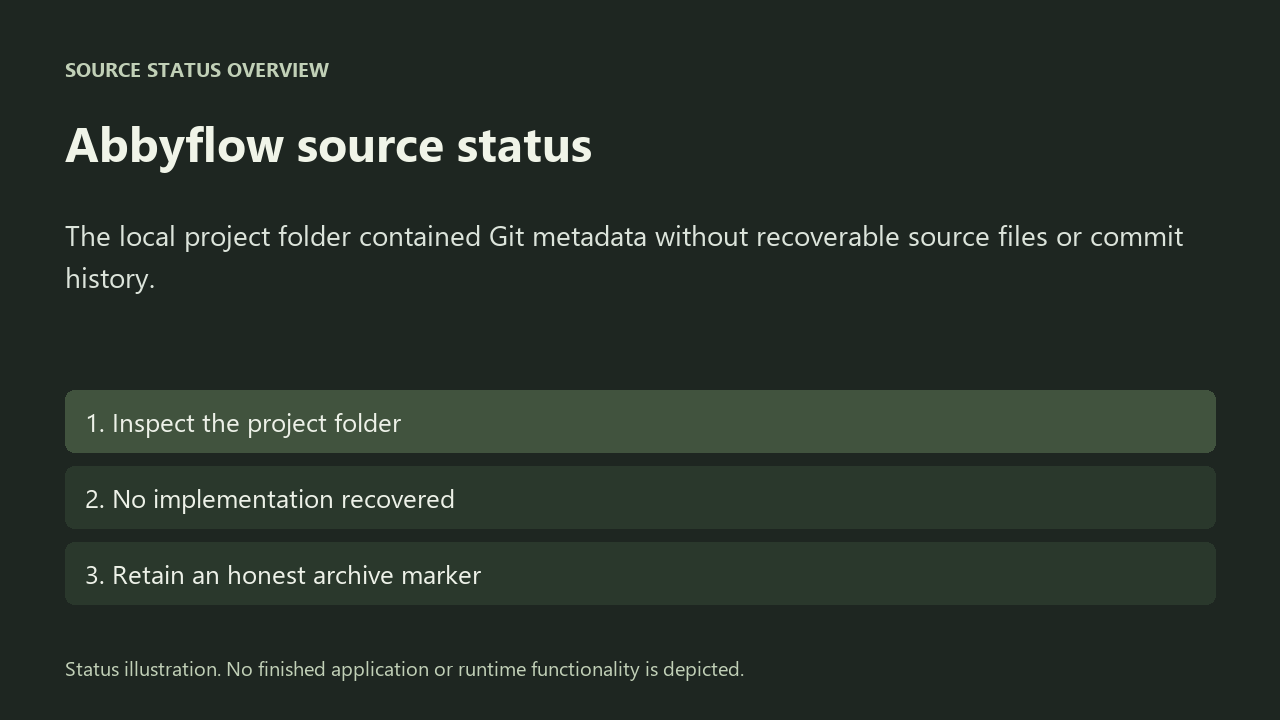 SOURCE STATUS OVERVIEW
Abbyflow source status
The local project folder contained Git metadata without recoverable source files or commit
history.
1. Inspect the project folder
2. No implementation recovered
3. Retain an honest archive marker
Status illustration. No finished application or runtime functionality is depicted.